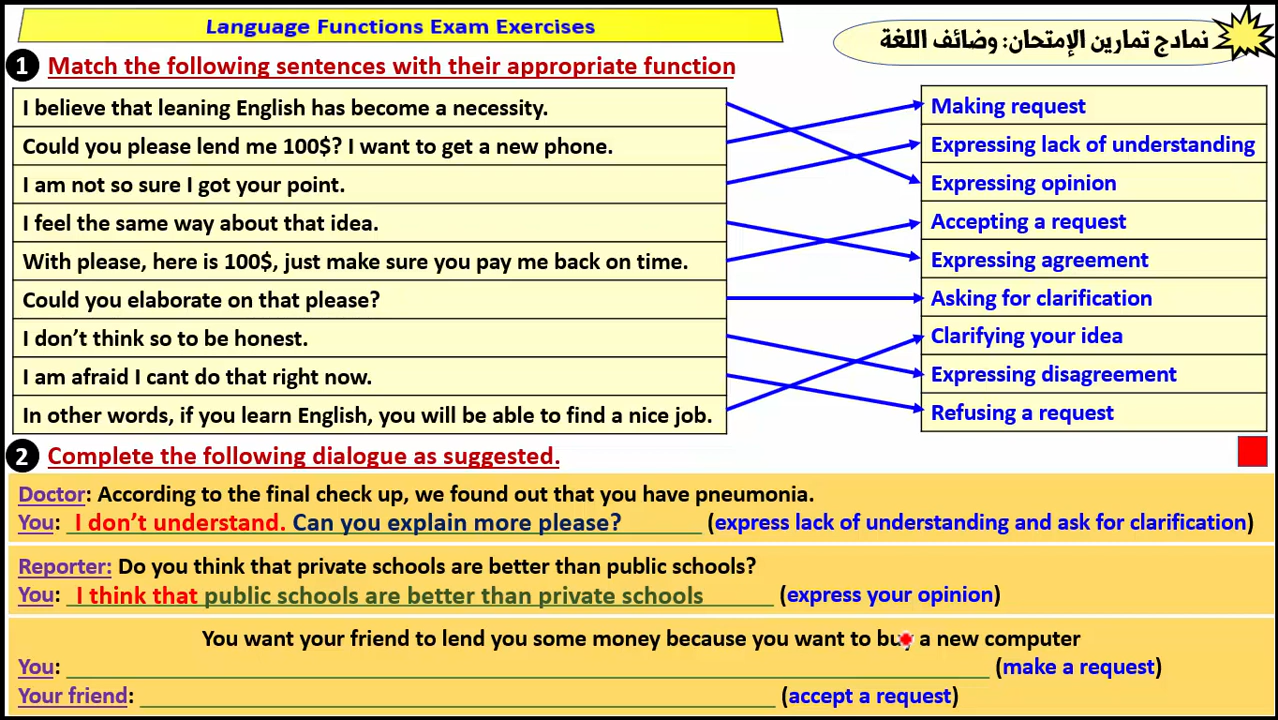 Language Functions Exam Exercises
نماذج تمارين الإمتحان: وضائف اللغة
1 Match the following sentences with their appropriate function
I believe that leaning English has become a necessity.
Could you please lend me 100$? I want to get a new phone.
I am not so sure I got your point.
I feel the same way about that idea.
With please, here is 100$, just make sure you pay me back on time.
Could you elaborate on that please?
I don't think so to be honest.
I am afraid I cant do that right now.
In other words, if you learn English, you will be able to find a nice job.
Making request
Expressing lack of understanding
Expressing opinion
Accepting a request
Expressing agreement
Asking for clarification
Clarifying your idea
Expressing disagreement
Refusing a request
2 Complete the following dialogue as suggested.
Doctor: According to the final check up, we found out that you have pneumonia.
You: I don't understand. Can you explain more please? (express lack of understanding and ask for clarification)
Reporter: Do you think that private schools are better than public schools?
You: I think that public schools are better than private schools (express your opinion)
You want your friend to lend you some money because you want to buy a new computer
You: (make a request)
Your friend: (accept a request)